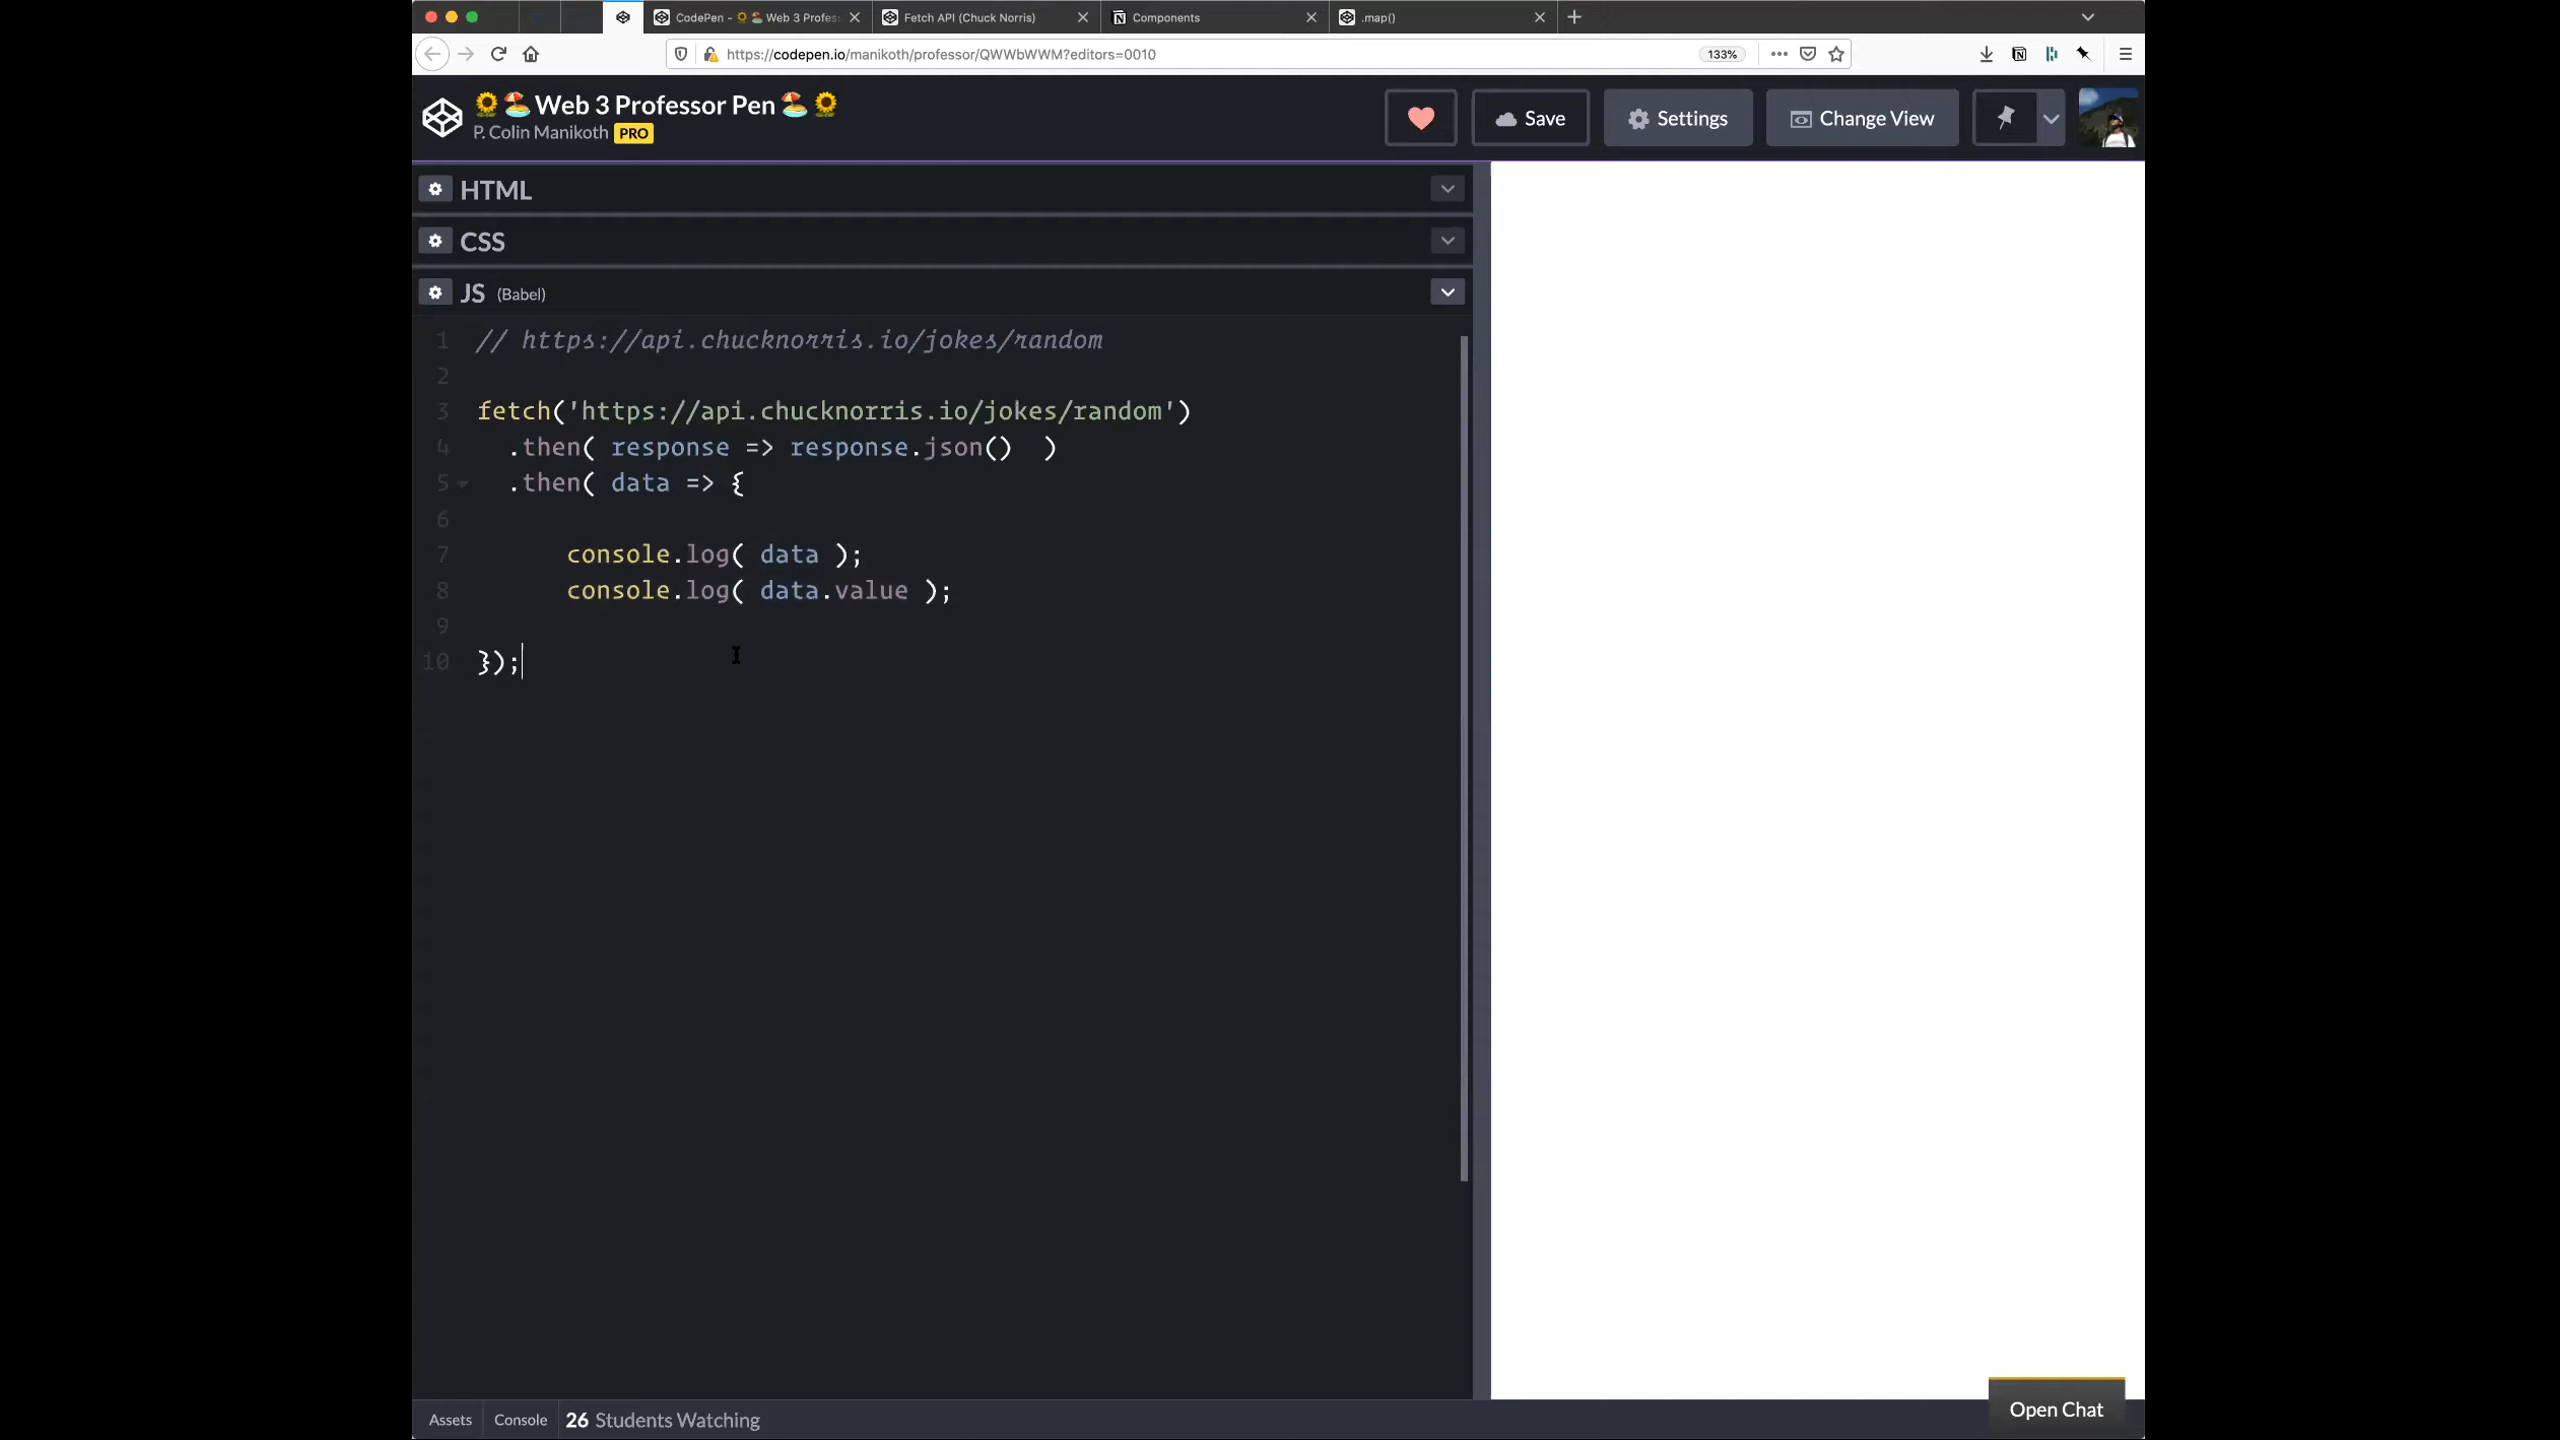 CodePen - 🌻 🏖️ Web 3 Profes
Fetch API (Chuck Norris)
Components
.map()
https://codepen.io/manikoth/professor/QWWbWWM?editors=0010
133%
🌻🏖️ Web 3 Professor Pen 🏖️🌻
P. Colin Manikoth PRO
Save
Settings
Change View
HTML
CSS
JS (Babel)
1 // https://api.chucknorris.io/jokes/random
2
3 fetch('https://api.chucknorris.io/jokes/random')
4 .then( response => response.json()  )
5 .then( data => {
6
7 console.log( data );
8 console.log( data.value );
9
10 });
Assets
Console
26 Students Watching
Open Chat